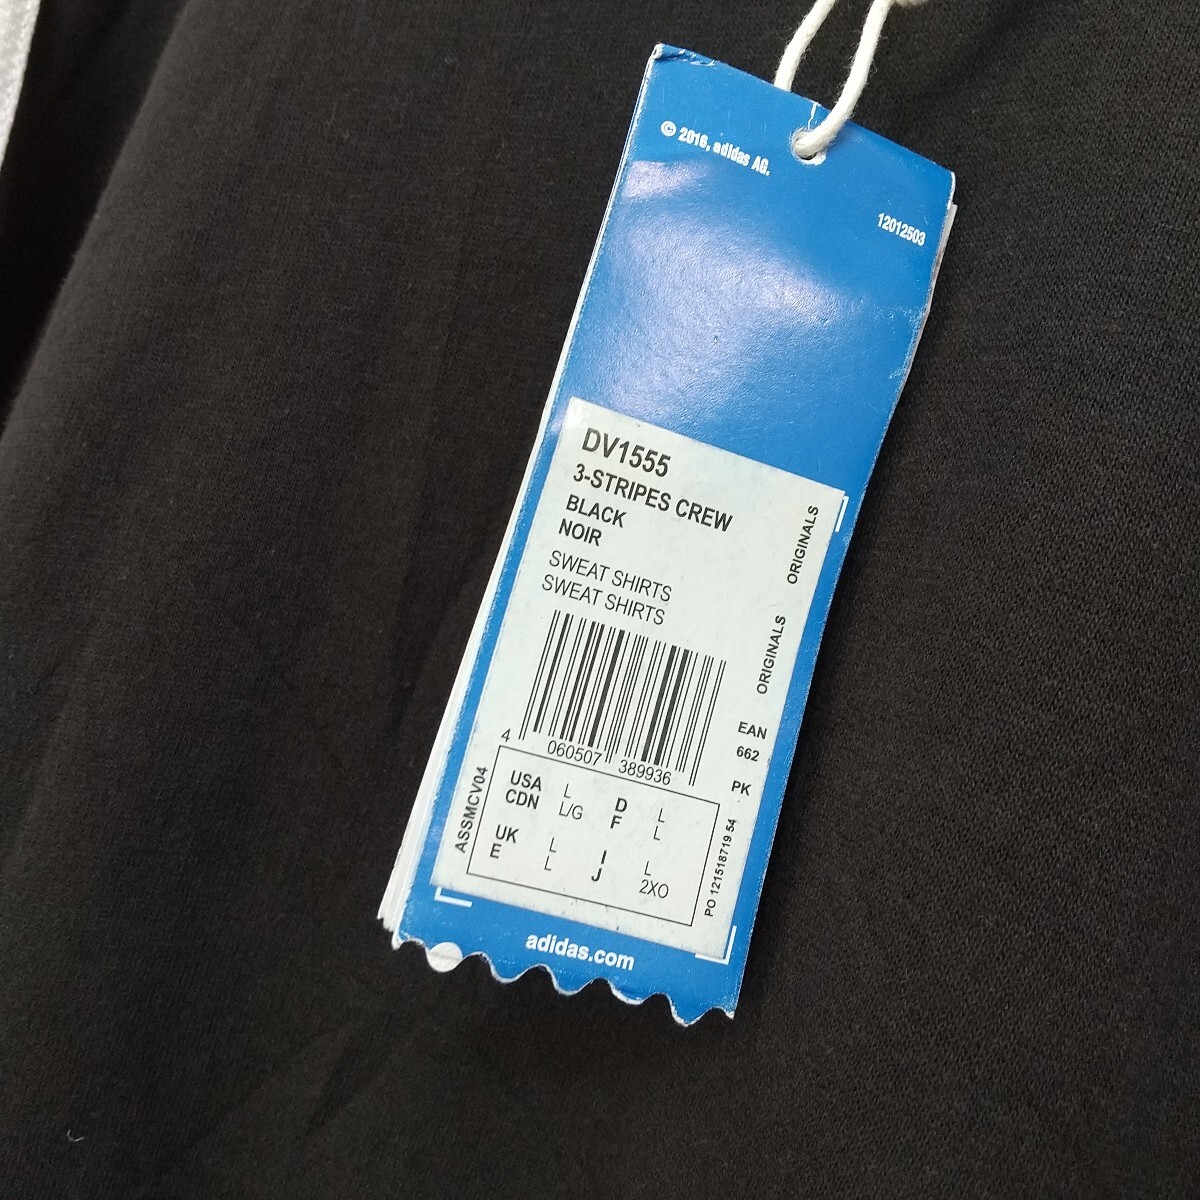 © 2016, adidas AG.
12012503
DV1555
3-STRIPES CREW
BLACK
NOIR
SWEAT SHIRTS
SWEAT SHIRTS
ORIGINALS
ORIGINALS
4 060507 389936
EAN
662
PK
ASSMCV04
USA L D L
CDN L/G F L
UK L I L
E L J 2XO
PO 121518719 54
adidas.com